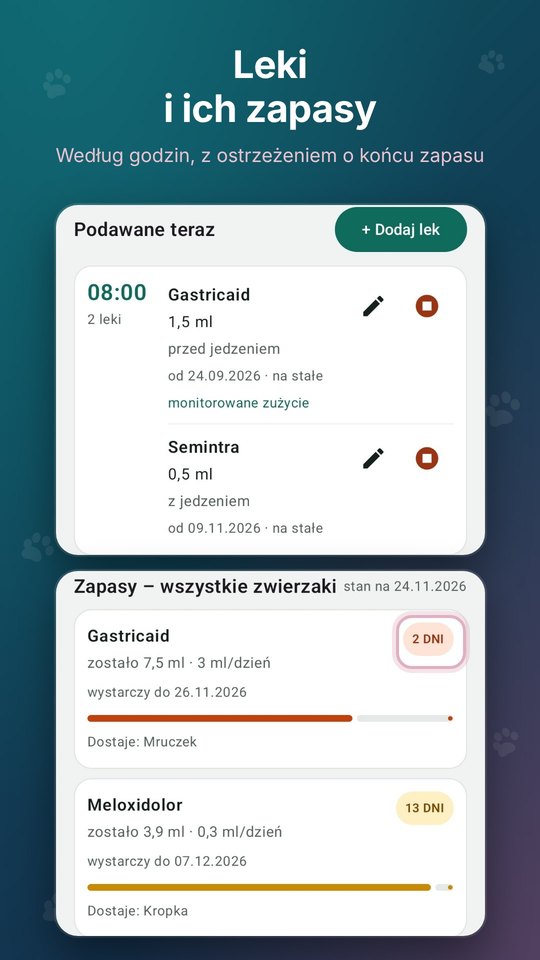 Leki
i ich zapasy
Według godzin, z ostrzeżeniem o końcu zapasu
Podawane teraz
+ Dodaj lek
08:00
2 leki
Gastricaid
1,5 ml
przed jedzeniem
od 24.09.2026 · na stałe
monitorowane zużycie
Semintra
0,5 ml
z jedzeniem
od 09.11.2026 · na stałe
Zapasy – wszystkie zwierzaki stan na 24.11.2026
Gastricaid
2 DNI
zostało 7,5 ml · 3 ml/dzień
wystarczy do 26.11.2026
Dostaje: Mruczek
Meloxidolor
13 DNI
zostało 3,9 ml · 0,3 ml/dzień
wystarczy do 07.12.2026
Dostaje: Kropka